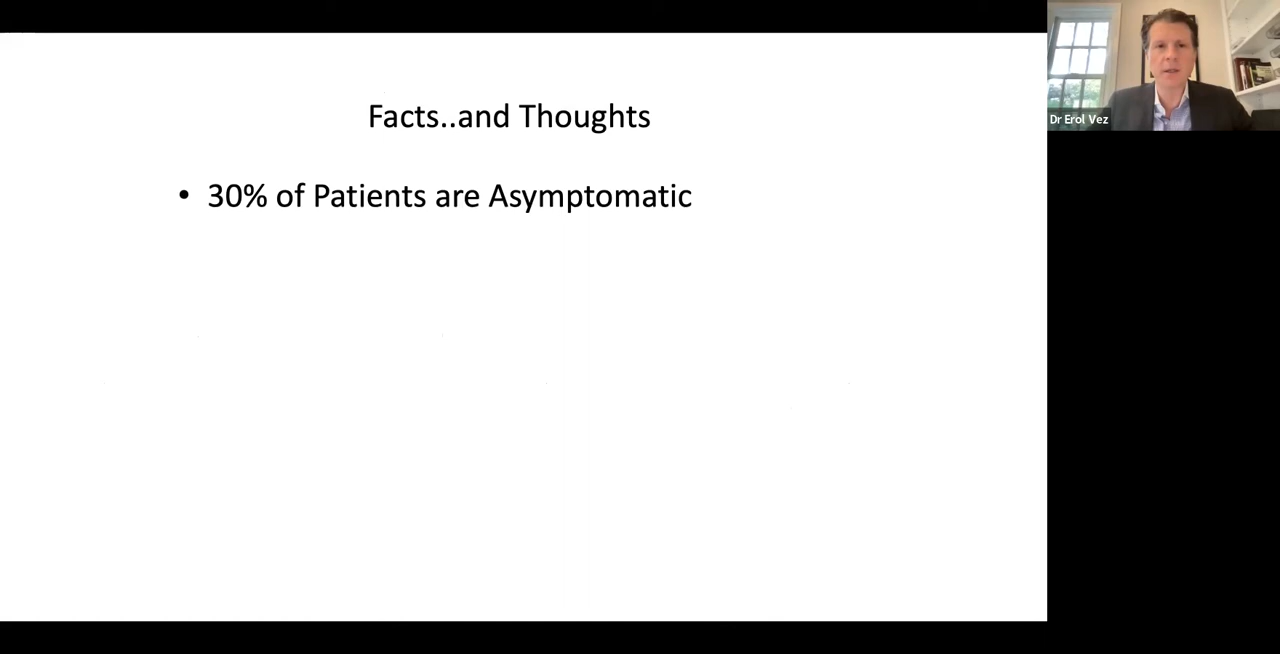 Facts..and Thoughts
• 30% of Patients are Asymptomatic
Dr Erol Vez